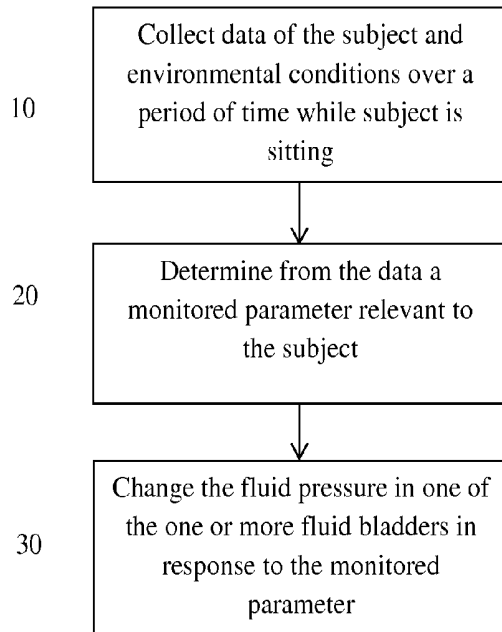 Collect data of the subject and
environmental conditions over a
10
period of time while subject is
sitting
Determine from the data a
20
monitored parameter relevant to
the subject
Change the fluid pressure in one of
the one or more fluid bladders in
30
response to the monitored
parameter